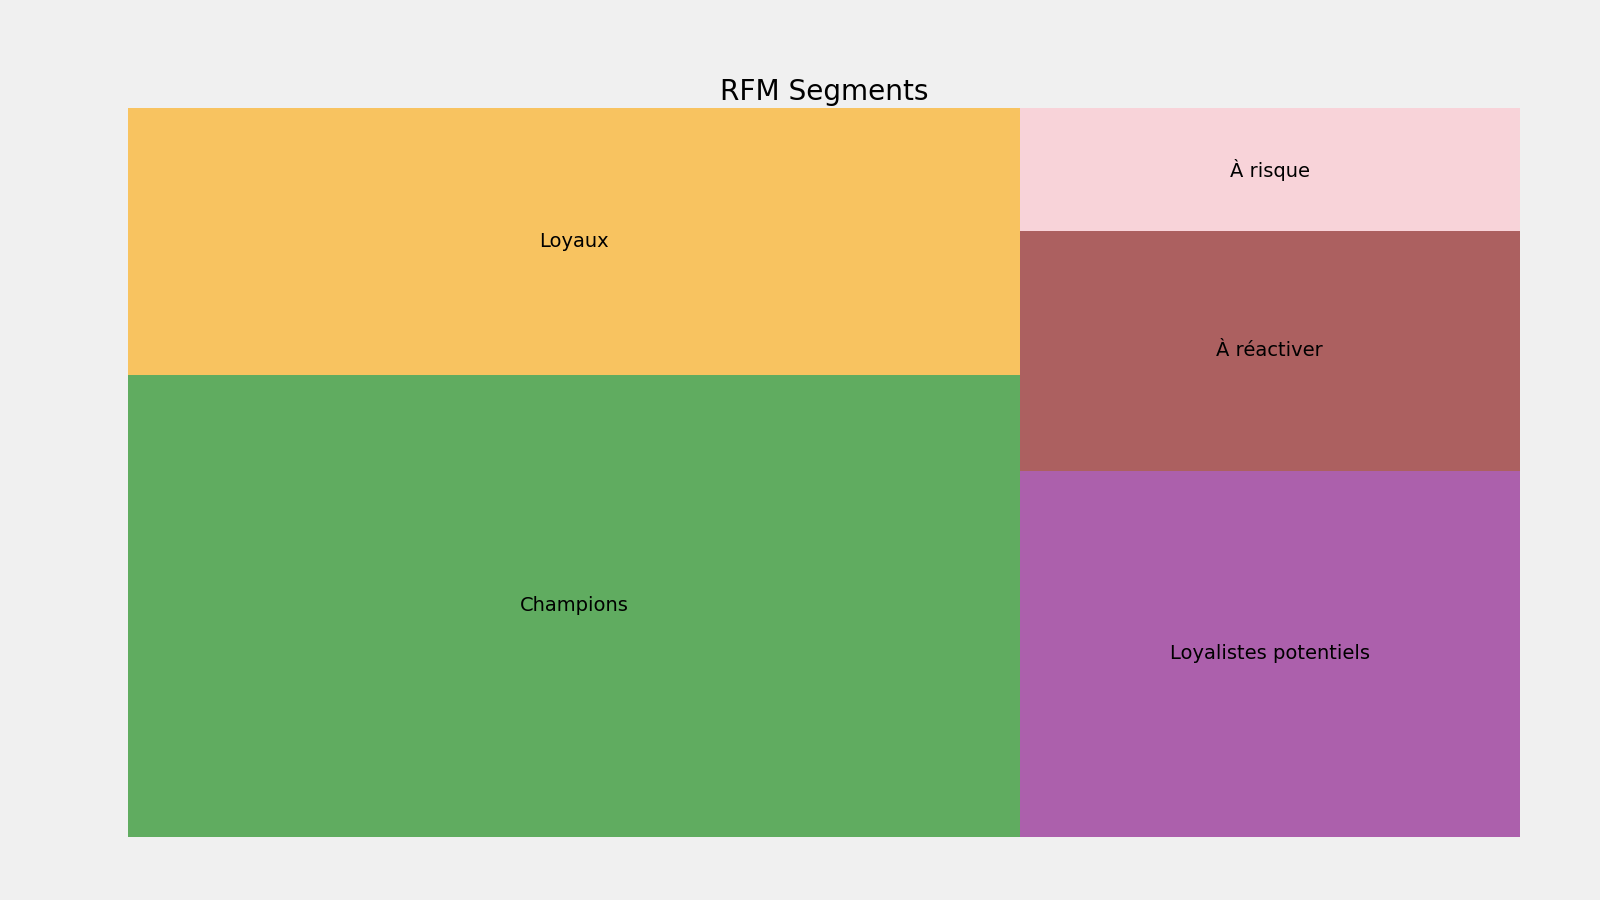 RFM Segments
Loyaux
À risque
À réactiver
Champions
Loyalistes potentiels